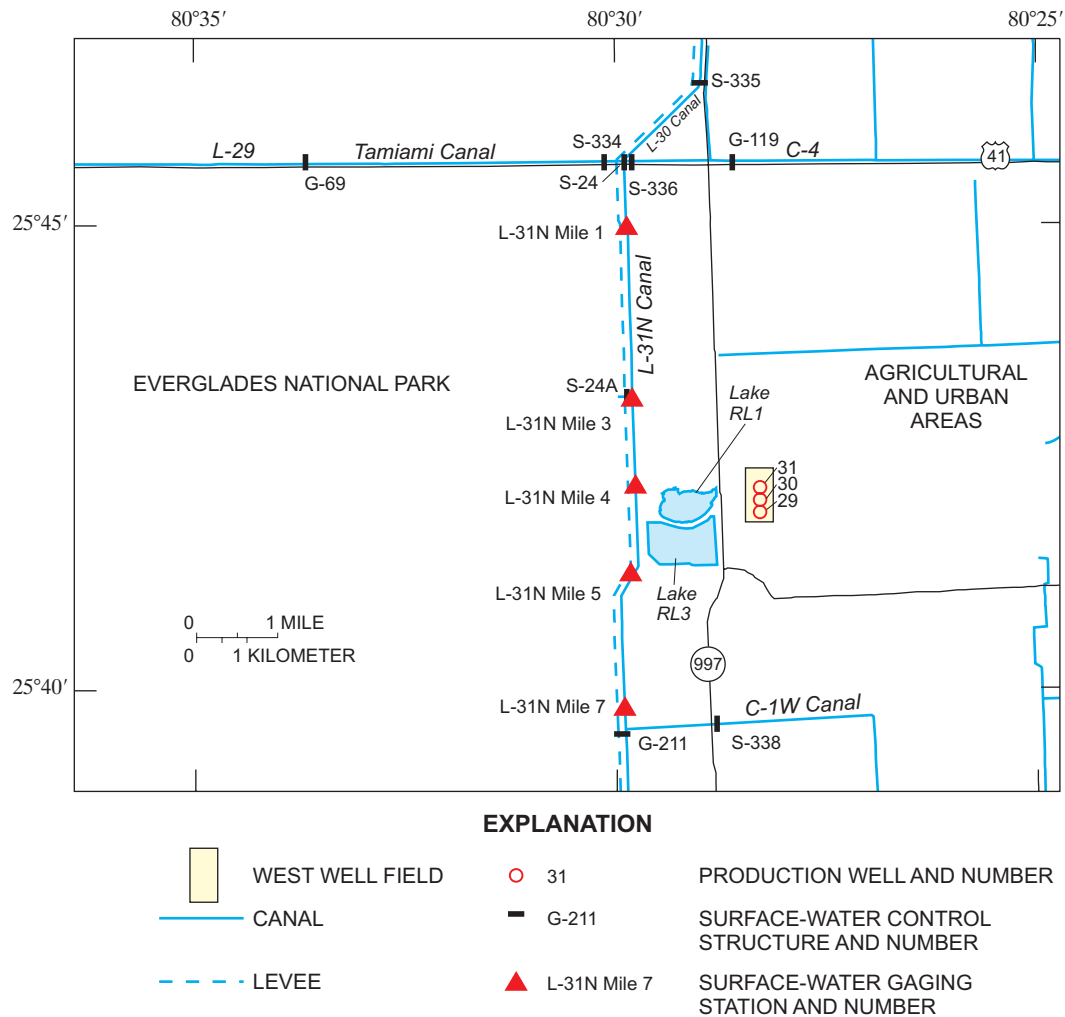 80°35′
80°30′
80°25′
S-335
L-30 Canal
S-334
G-119
L-29
Tamiami Canal
C-4
41
G-69
S-24
S-336
25°45′
L-31N Mile 1
L-31N Canal
EVERGLADES NATIONAL PARK
S-24A
L-31N Mile 3
Lake
RL1
AGRICULTURAL
AND URBAN
AREAS
31
30
29
L-31N Mile 4
L-31N Mile 5
Lake
RL3
0 1 MILE
0 1 KILOMETER
997
25°40′
L-31N Mile 7
C-1W Canal
G-211
S-338
EXPLANATION
WEST WELL FIELD
31
PRODUCTION WELL AND NUMBER
CANAL
G-211
SURFACE-WATER CONTROL
STRUCTURE AND NUMBER
LEVEE
L-31N Mile 7
SURFACE-WATER GAGING
STATION AND NUMBER